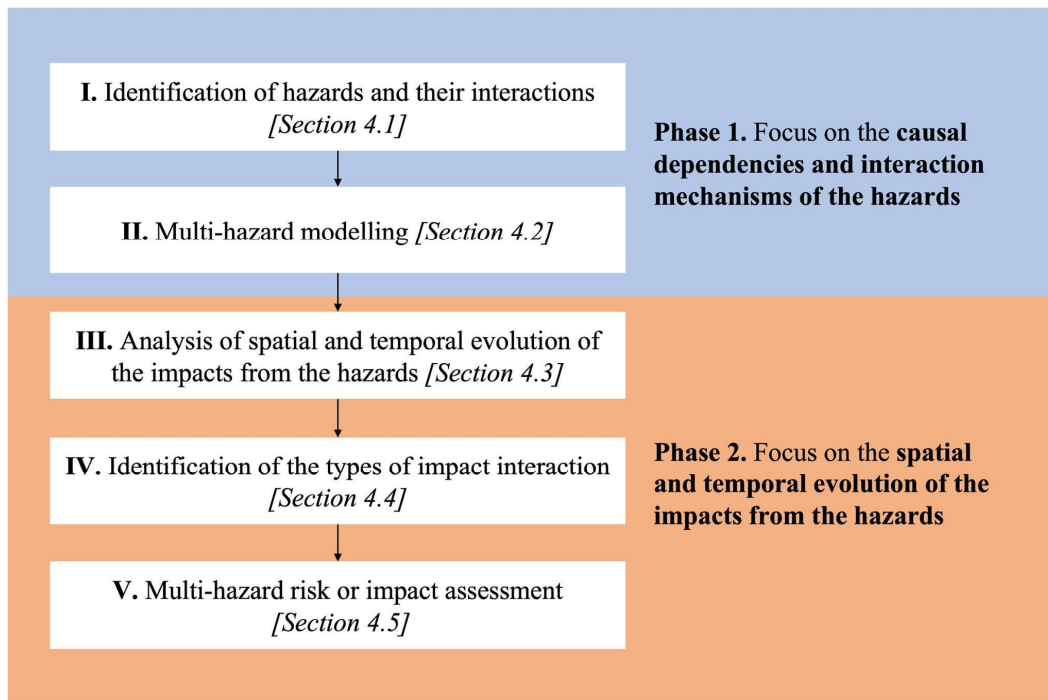 I. Identification of hazards and their interactions
[Section 4.1]
II. Multi-hazard modelling [Section 4.2]
Phase 1. Focus on the causal
dependencies and interaction
mechanisms of the hazards
III. Analysis of spatial and temporal evolution of
the impacts from the hazards [Section 4.3]
IV. Identification of the types of impact interaction
[Section 4.4]
V. Multi-hazard risk or impact assessment
[Section 4.5]
Phase 2. Focus on the spatial
and temporal evolution of the
impacts from the hazards